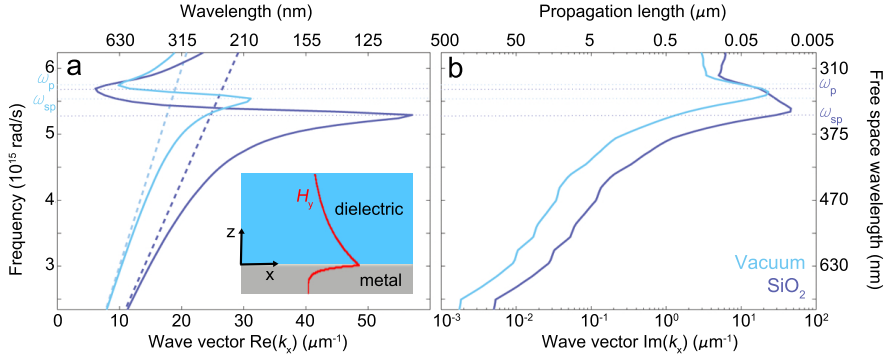 Wavelength (nm)
Propagation length (μm)
630 315 210 155 125
500 50 5 0.5 0.05 0.005
a
b
6
5
4
3
ω_p
ω_sp
Frequency (10¹⁵ rad/s)
H_y
dielectric
z
x
metal
0 10 20 30 40 50
Wave vector Re(k_x) (μm⁻¹)
310
ω_p
ω_sp
375
470
630
Free space wavelength (nm)
Vacuum
SiO₂
10⁻³ 10⁻² 10⁻¹ 10⁰ 10¹ 10²
Wave vector Im(k_x) (μm⁻¹)